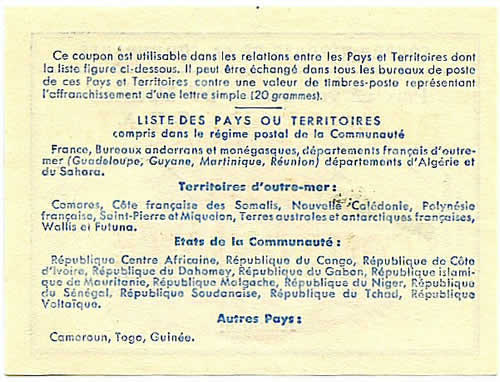 Ce coupon est utilisable dans les relations entre les Pays et Territoires dont
la liste figure ci-dessous. Il peut être échangé dans tous les bureaux de poste
de ces Pays et Territoires contre une valeur de timbres-poste représentant
l'affranchissement d'une lettre simple (20 grammes).
LISTE DES PAYS OU TERRITOIRES
compris dans le régime postal de la Communauté
France, Bureaux andorrans et monégasques, départements français d'outre-
mer (Guadeloupe, Guyane, Martinique, Réunion) départements d'Algérie et
du Sahara.
Territoires d'outre-mer :
Comores, Côte française des Somalis, Nouvelle Calédonie, Polynésie
française, Saint-Pierre et Miquelon, Terres australes et antarctiques françaises,
Wallis et Futuna.
Etats de la Communauté :
République Centre Africaine, République du Congo, République de Côte
d'Ivoire, République du Dahomey, République du Gabon, République islami-
que de Mauritanie, République Malgache, République du Niger, République
du Sénégal, République Soudanaise, République du Tchad, République
Voltaïque.
Autres Pays :
Cameroun, Togo, Guinée.